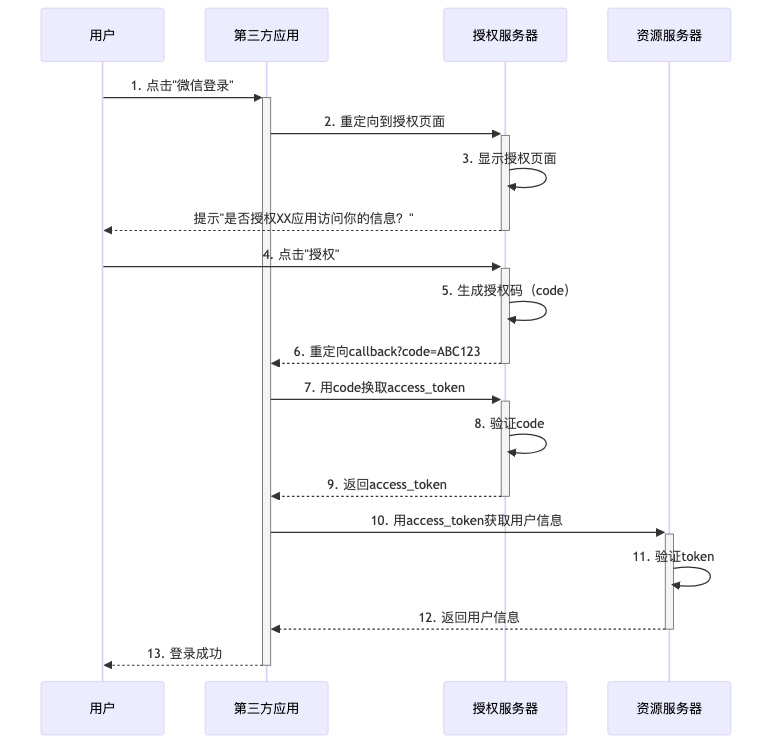 用户
第三方应用
授权服务器
资源服务器
1. 点击"微信登录"
2. 重定向到授权页面
3. 显示授权页面
提示"是否授权XX应用访问你的信息？"
4. 点击"授权"
5. 生成授权码（code）
6. 重定向callback?code=ABC123
7. 用code换取access_token
8. 验证code
9. 返回access_token
10. 用access_token获取用户信息
11. 验证token
12. 返回用户信息
13. 登录成功
用户
第三方应用
授权服务器
资源服务器